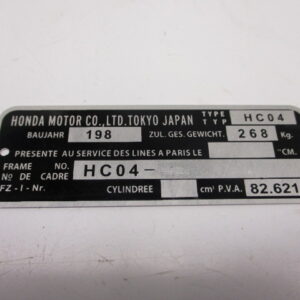 HONDA MOTOR CO.,LTD.TOKYO JAPAN TYPE TYP HC04
BAUJAHR 198 ZUL. GES. GEWICHT. 268 Kg.
PRESENTE AU SERVICE DES LINES A PARIS LE "CM.
FRAME NO. HC04-
Nº DE CADRE
FZ-I-Nr. CYLINDREE cm³ P.V.A. 82.621